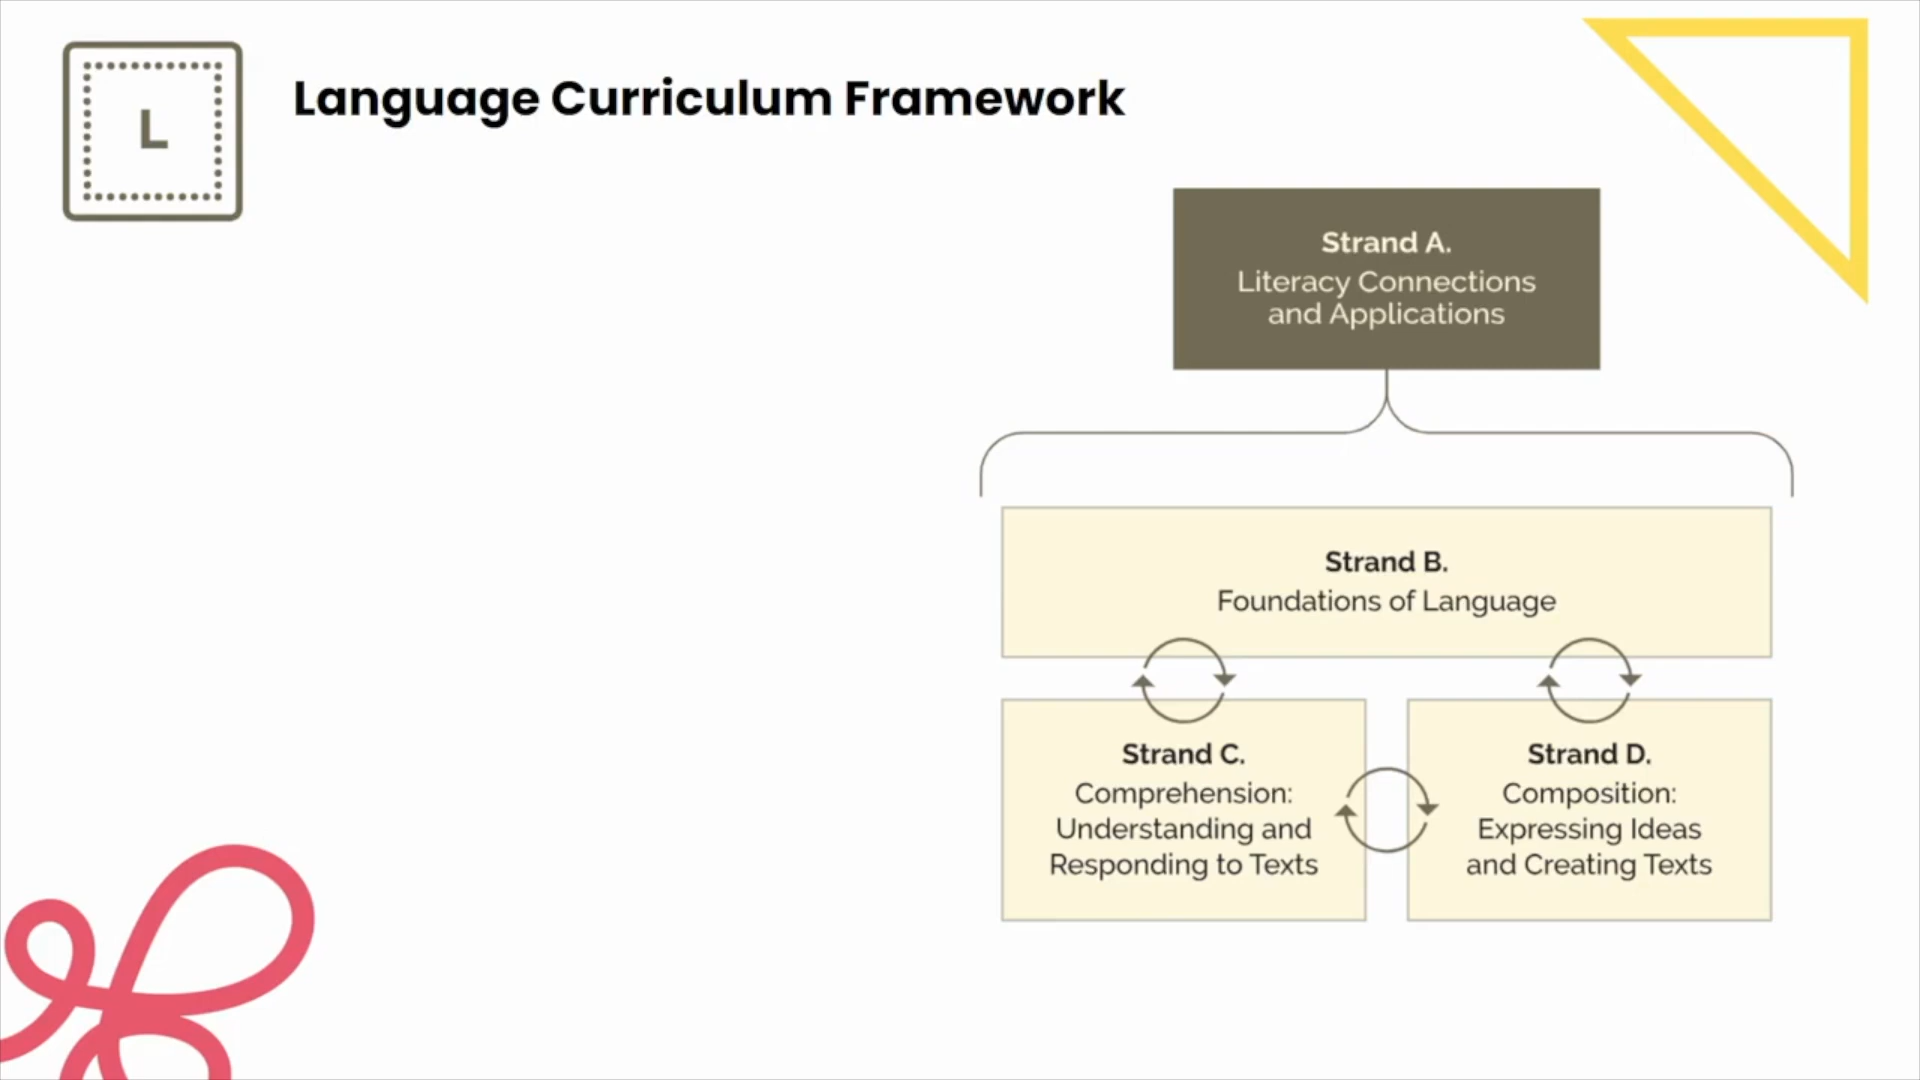 L
Language Curriculum Framework
Strand A.
Literacy Connections
and Applications
Strand B.
Foundations of Language
Strand C.
Comprehension:
Understanding and
Responding to Texts
Strand D.
Composition:
Expressing Ideas
and Creating Texts